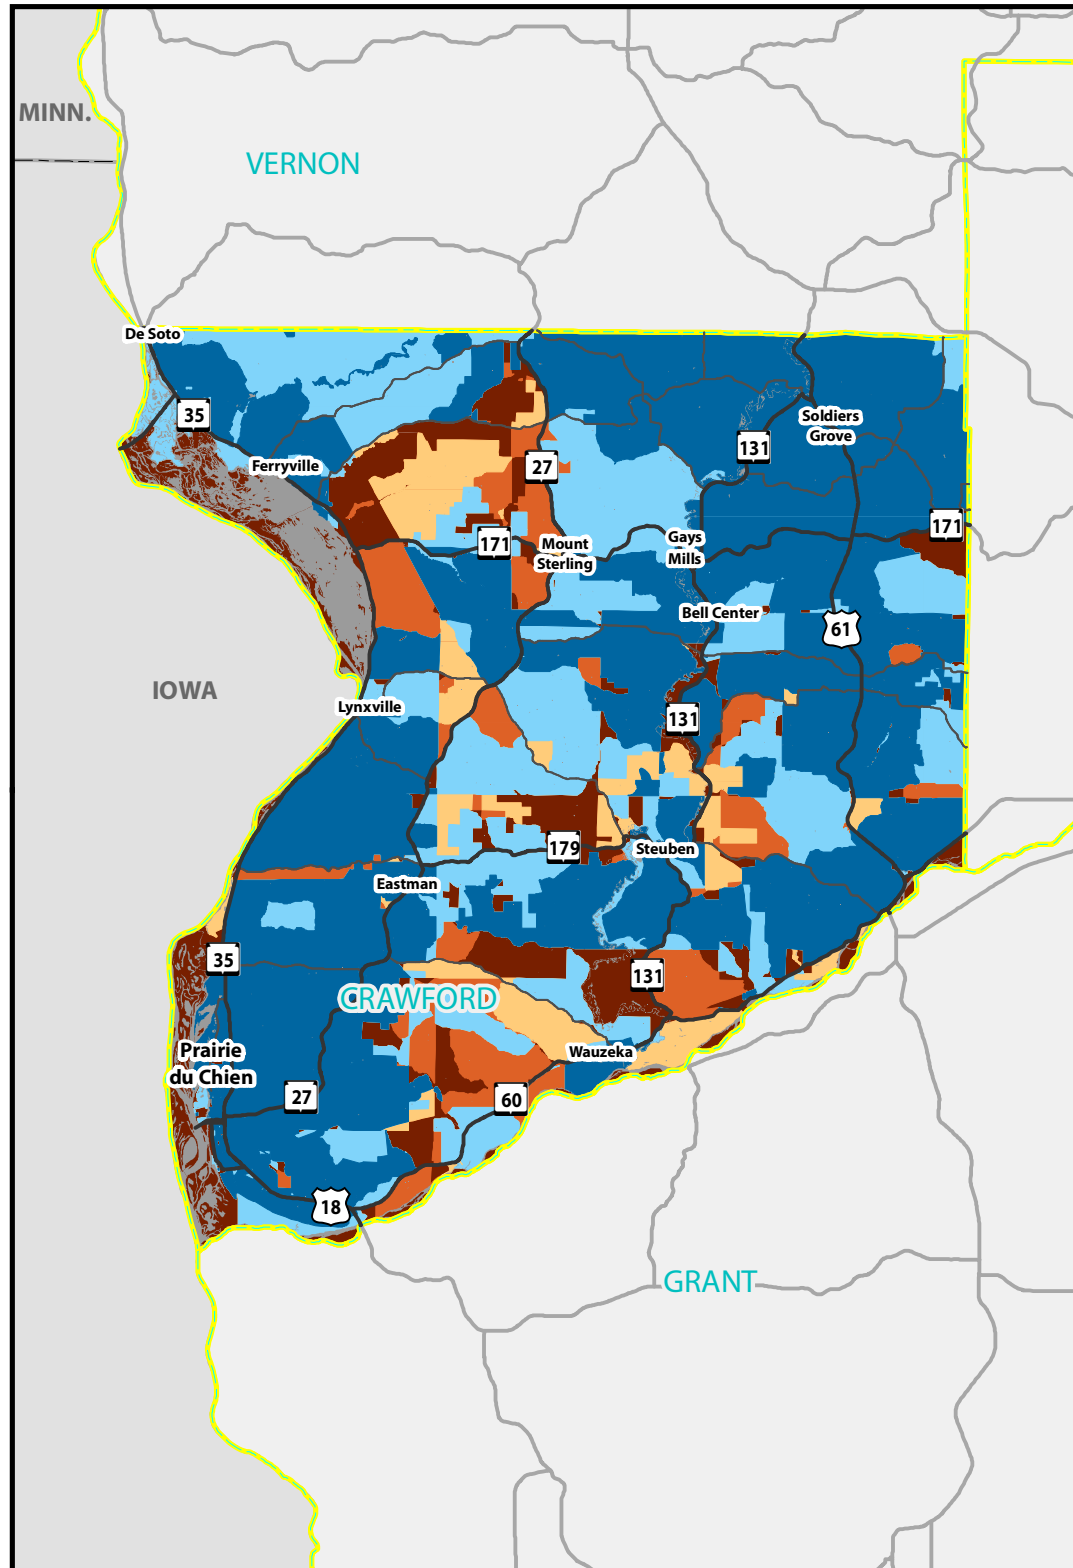 MINN.
VERNON
De Soto
35
Soldiers
Grove
131
Ferryville
27
171
171
Mount
Sterling
Gays
Mills
Bell Center
61
IOWA
Lynxville
131
179
Steuben
Eastman
35
131
CRAWFORD
Prairie
du Chien
Wauzeka
27
60
18
GRANT